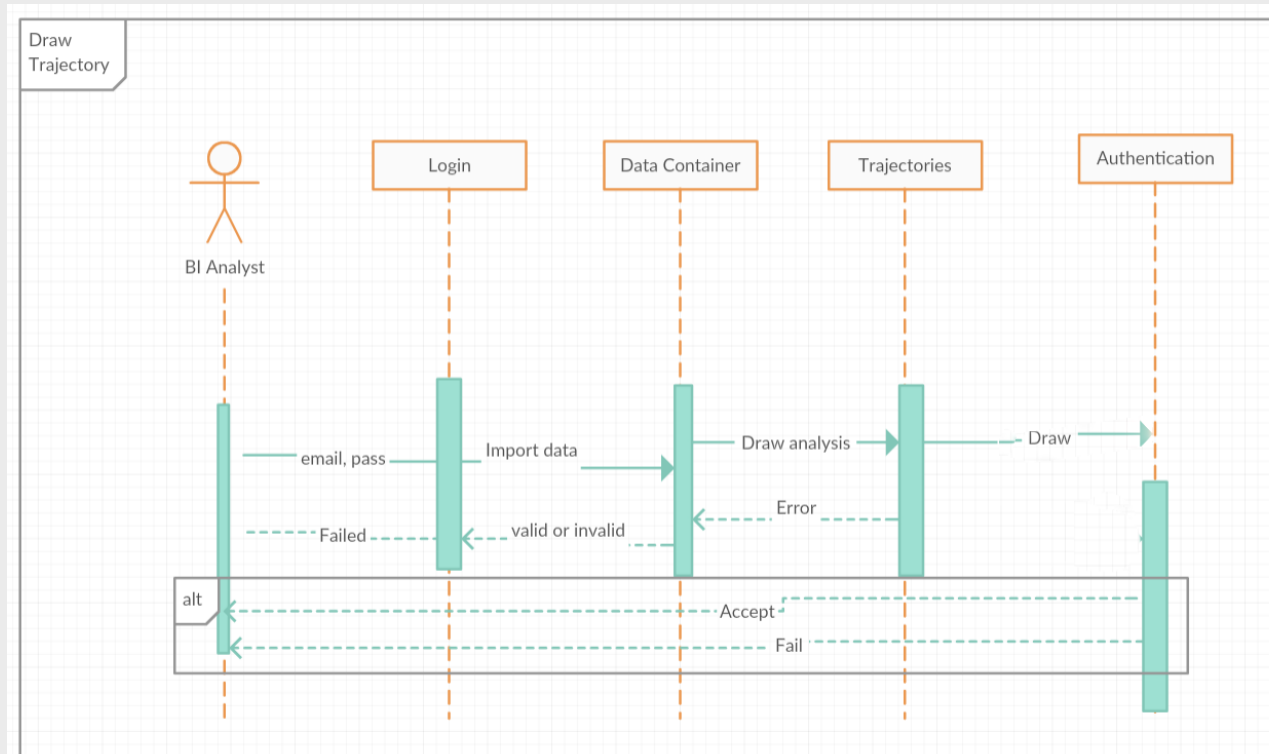 Draw
Trajectory
Login
Data Container
Trajectories
Authentication
BI Analyst
email, pass
Import data
Draw analysis
Draw
Failed
valid or invalid
Error
alt
Accept
Fail